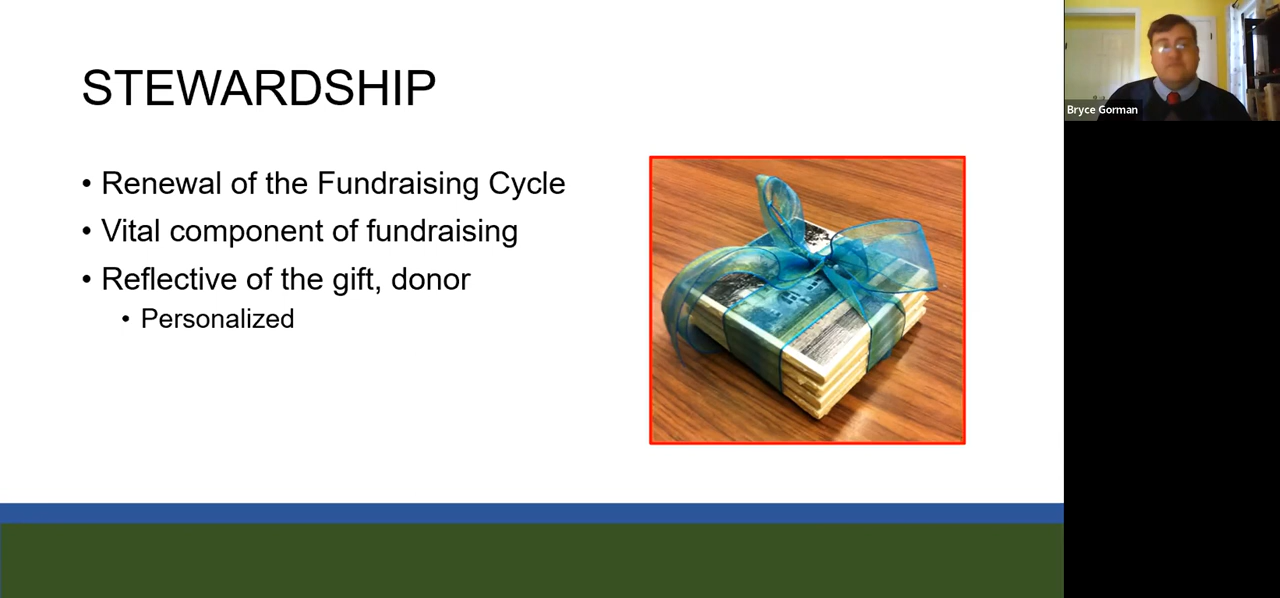 STEWARDSHIP
• Renewal of the Fundraising Cycle
• Vital component of fundraising
• Reflective of the gift, donor
• Personalized
Bryce Gorman